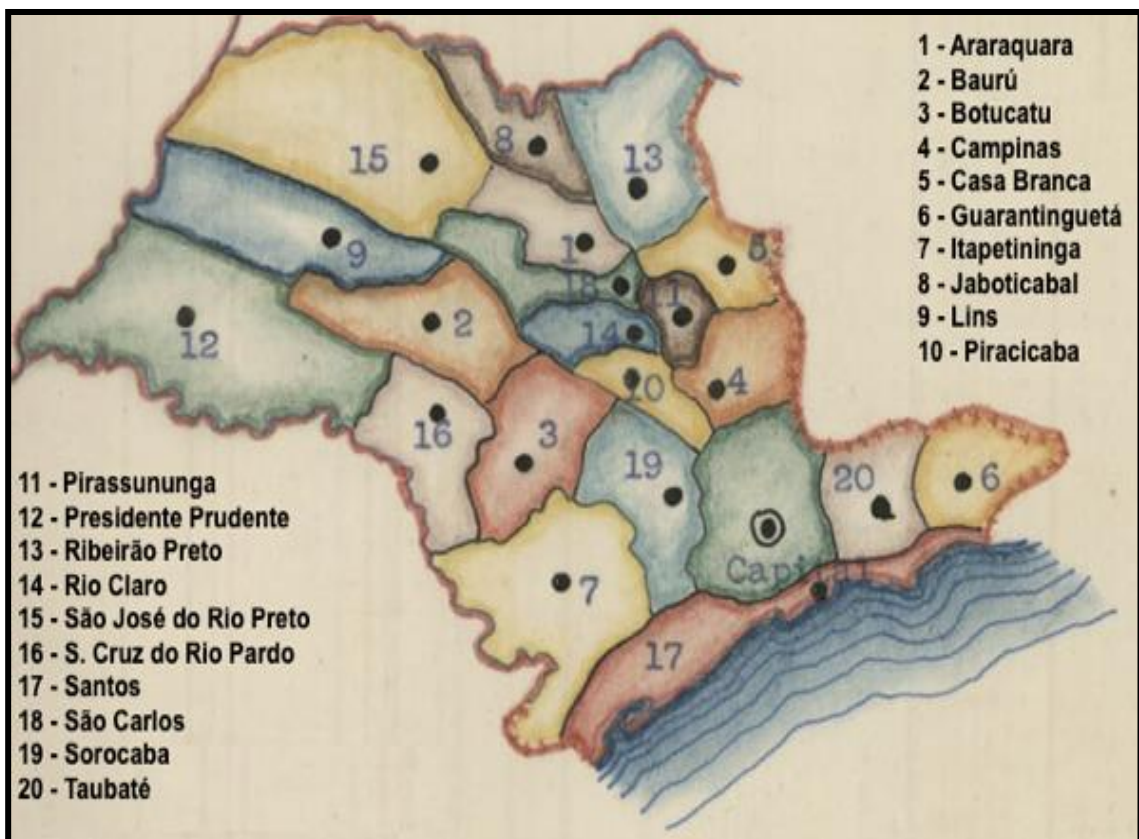 1 - Araraquara
2 - Baurú
3 - Botucatu
4 - Campinas
5 - Casa Branca
6 - Guarantinguetá
7 - Itapetininga
8 - Jaboticabal
9 - Lins
10 - Piracicaba
8
15
13
9
1
5
18
11
12
2
14
10
4
16
3
19
20
6
Capital
7
17
11 - Pirassununga
12 - Presidente Prudente
13 - Ribeirão Preto
14 - Rio Claro
15 - São José do Rio Preto
16 - S. Cruz do Rio Pardo
17 - Santos
18 - São Carlos
19 - Sorocaba
20 - Taubaté